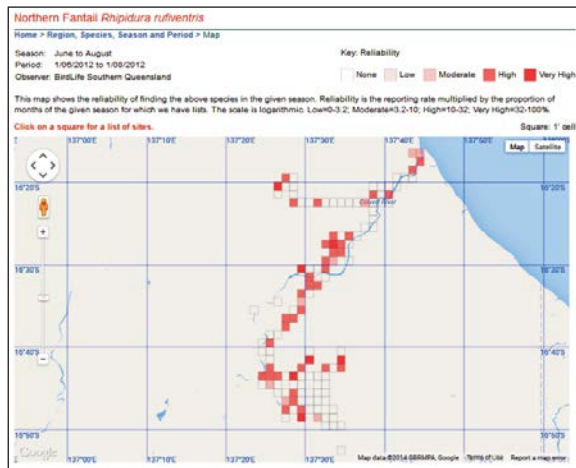 Northern Fantail Rhipidura rufiventris
Home > Region, Species, Season and Period > Map
Season: June to August
Period: 1/06/2012 to 1/08/2012
Observer: BirdLife Southern Queensland
Key: Reliability
None Low Moderate High Very High
This map shows the reliability of finding the above species in the given season. Reliability is the reporting rate multiplied by the proportion of
months of the given season for which we have lists. The scale is logarithmic. Low=0-3.2; Moderate=3.2-10; High=10-32; Very High=32-100%.
Click on a square for a list of sites.
Square: 1' cell
137°00'E 137°10'E 137°20'E 137°30'E 137°40'E 137°50'E
Map Satellite
16°20'S 16°20'S
16°30'S 16°30'S
16°40'S 16°40'S
16°50'S 16°50'S
Google
Map data ©2014 GBRMPA, Google Terms of Use Report a map error
137°00'E 137°10'E 137°20'E 137°30'E 137°40'E 137°50'E